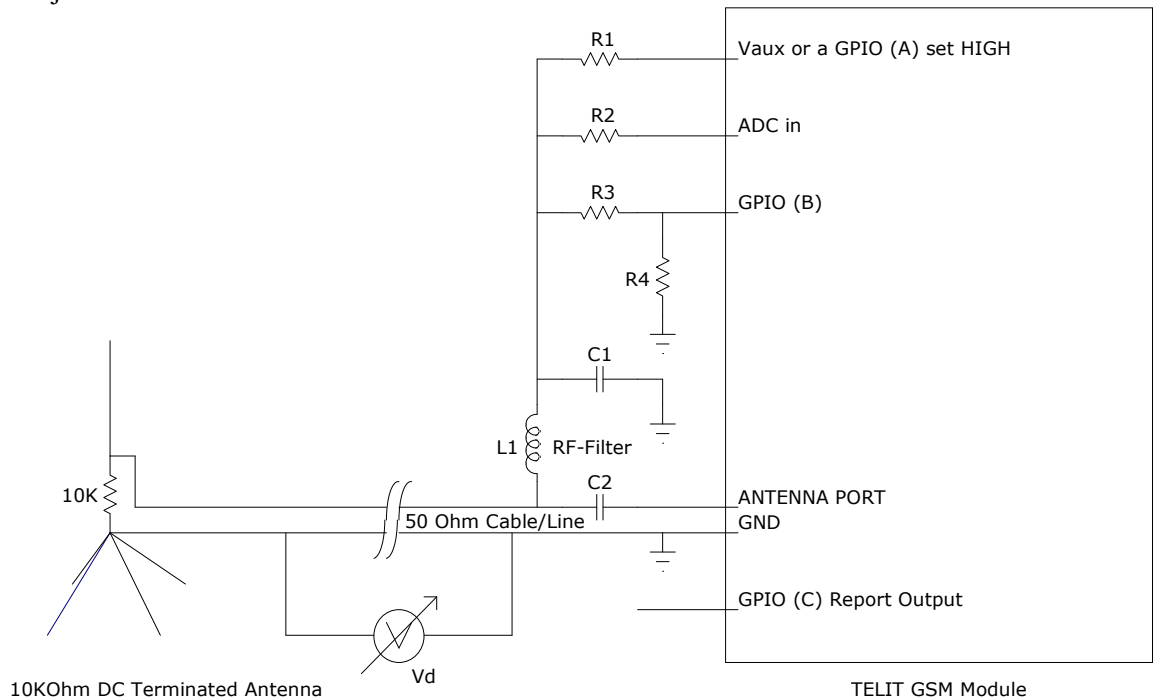 R1
Vaux or a GPIO (A) set HIGH
R2
ADC in
R3
GPIO (B)
R4
C1
L1
RF-Filter
C2
10K
ANTENNA PORT
50 Ohm Cable/Line
GND
GPIO (C) Report Output
V
Vd
10KOhm DC Terminated Antenna
TELIT GSM Module